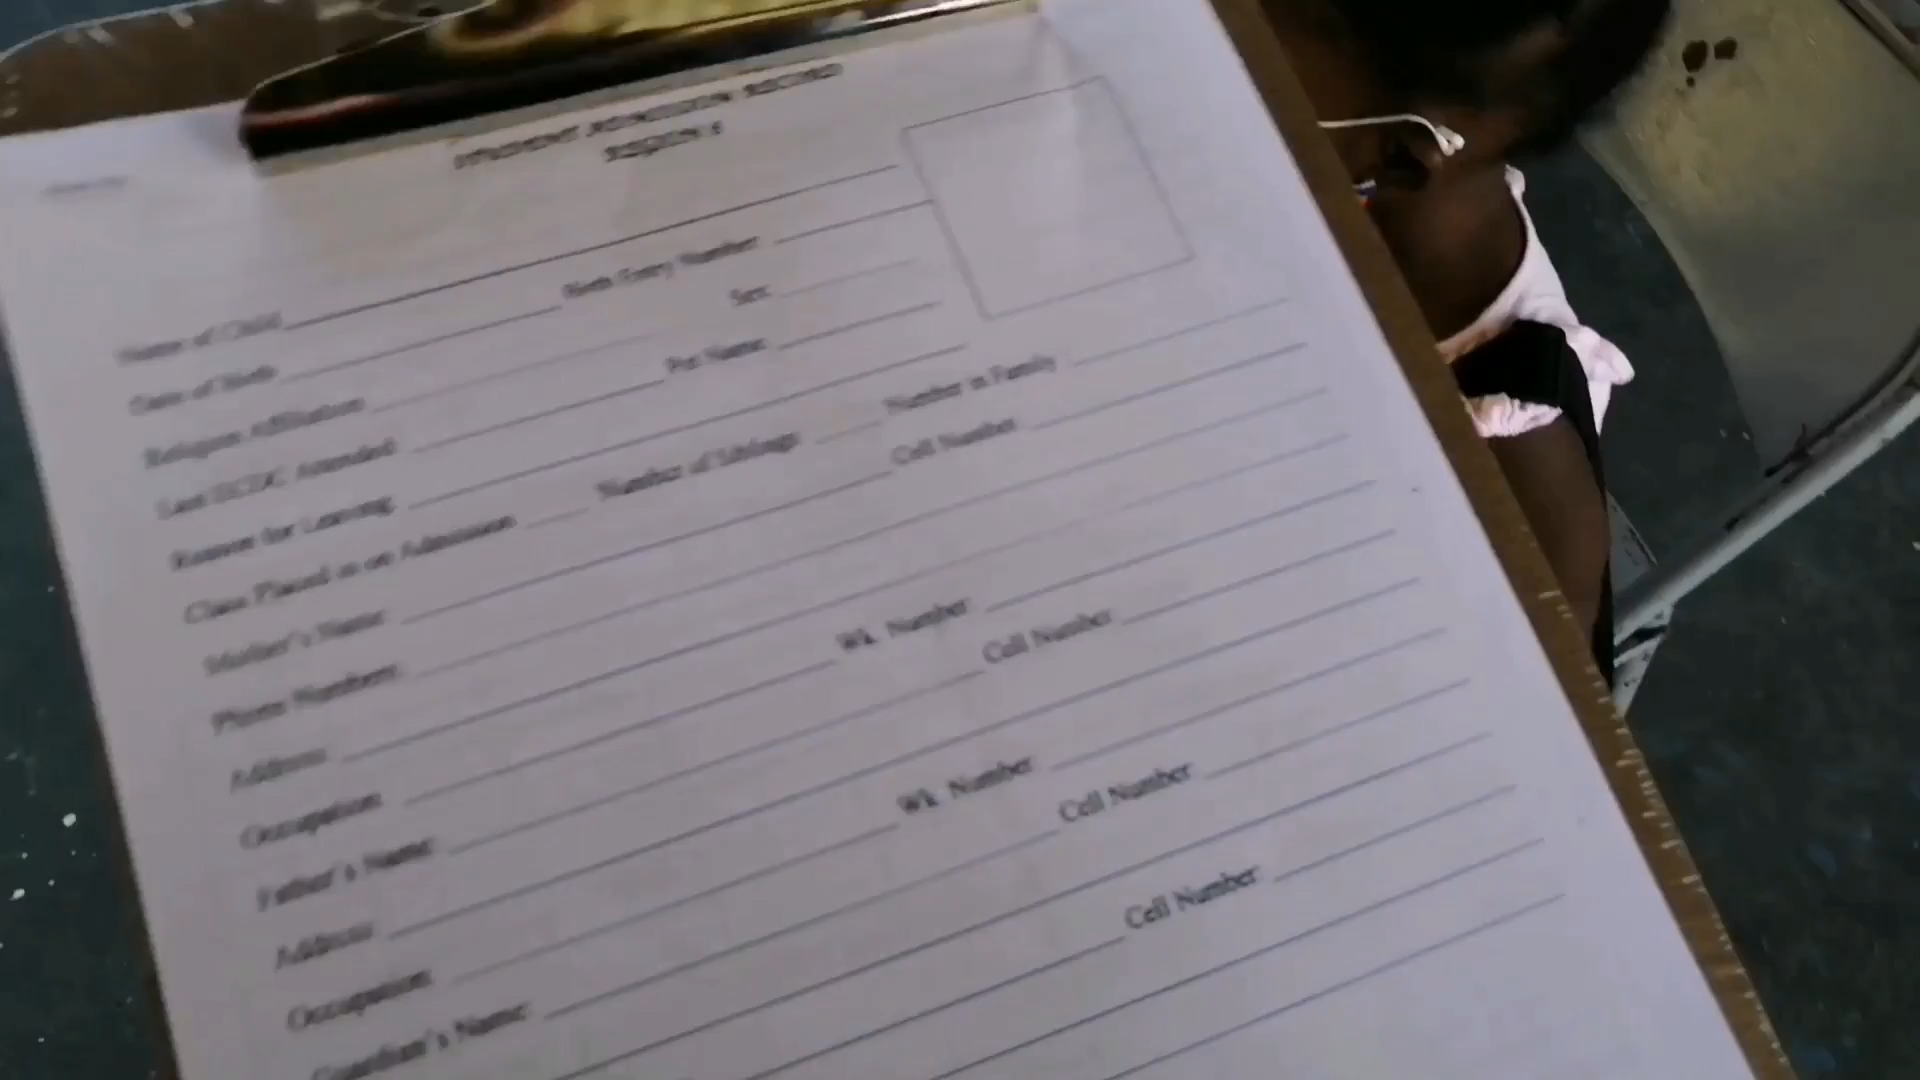 STUDENT ADMISSION RECORD
REGION 6
Name of Child
Date of Birth Birth Entry Number
Religious Affiliation Sex
Last ECDC Attended Pet Name
Reason for Leaving
Class Placed in on Admission Number of Siblings Number in Family
Mother's Name Cell Number
Phone Numbers
Address
Occupation Wk Number
Father's Name Cell Number
Address
Occupation Wk Number
Guardian's Name Cell Number
Cell Number